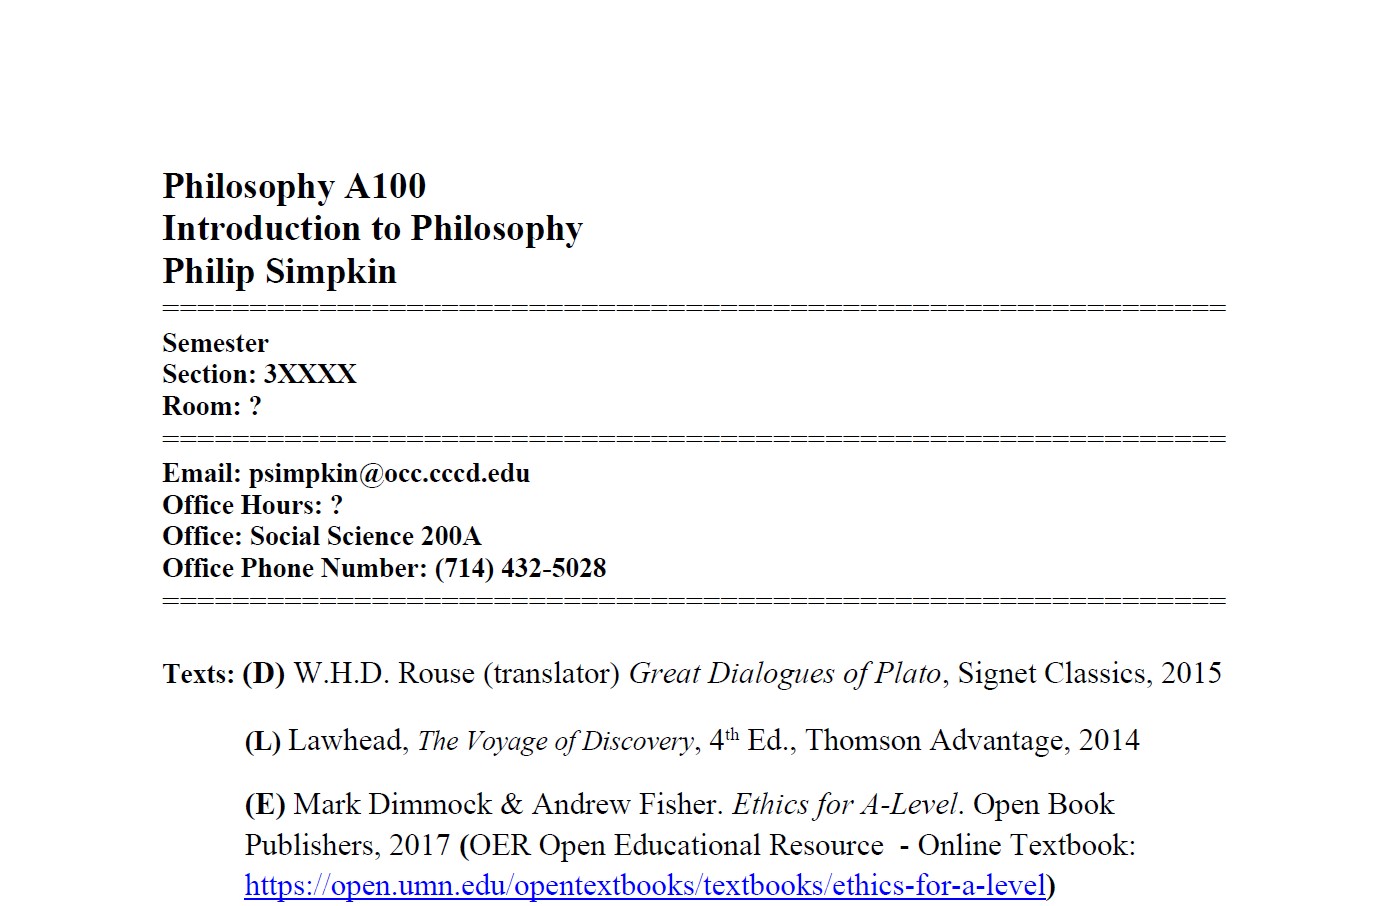 Philosophy A100
Introduction to Philosophy
Philip Simpkin
=============================================================
Semester
Section: 3XXXX
Room: ?
=============================================================
Email: psimpkin@occ.cccd.edu
Office Hours: ?
Office: Social Science 200A
Office Phone Number: (714) 432-5028
=============================================================
Texts: (D) W.H.D. Rouse (translator) Great Dialogues of Plato, Signet Classics, 2015
(L) Lawhead, The Voyage of Discovery, 4th Ed., Thomson Advantage, 2014
(E) Mark Dimmock & Andrew Fisher. Ethics for A-Level. Open Book
Publishers, 2017 (OER Open Educational Resource - Online Textbook:
https://open.umn.edu/opentextbooks/textbooks/ethics-for-a-level)